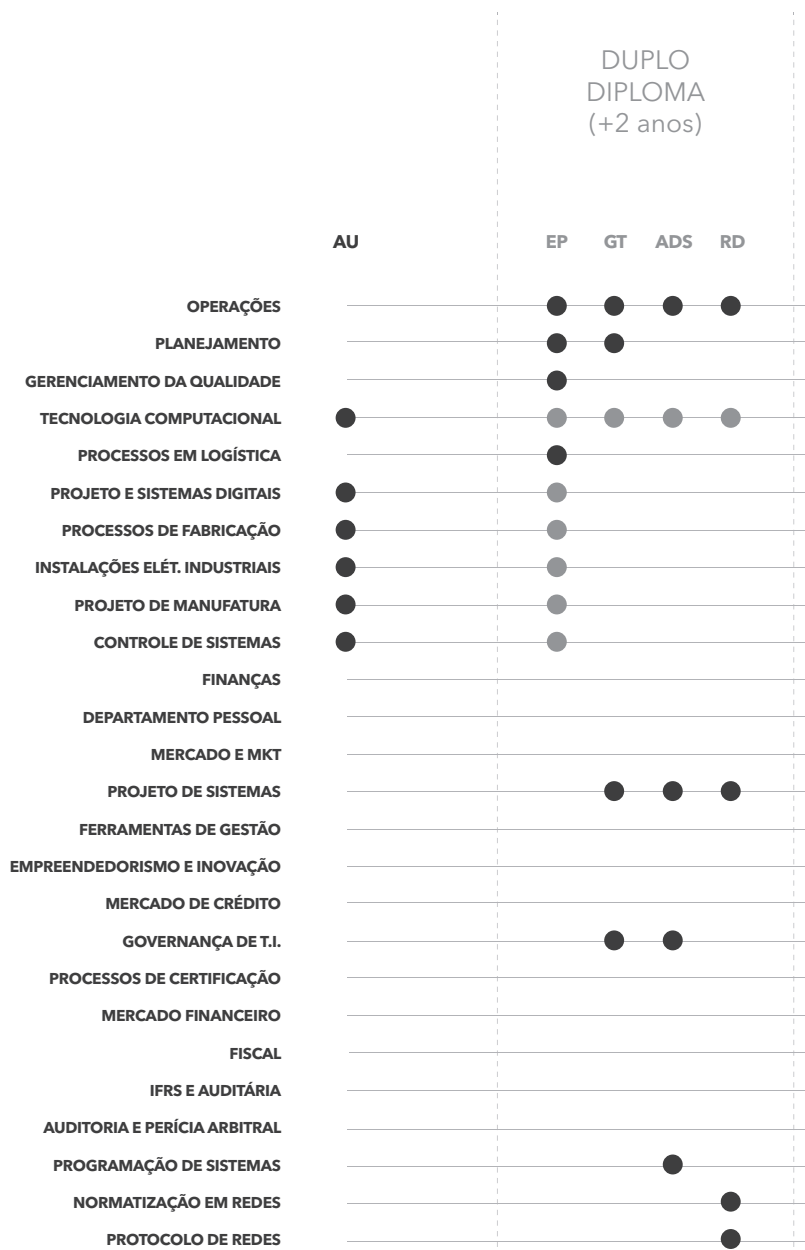 DUPLO
DIPLOMA
(+2 anos)
AU EP GT ADS RD
OPERAÇÕES
PLANEJAMENTO
GERENCIAMENTO DA QUALIDADE
TECNOLOGIA COMPUTACIONAL
PROCESSOS EM LOGÍSTICA
PROJETO E SISTEMAS DIGITAIS
PROCESSOS DE FABRICAÇÃO
INSTALAÇÕES ELÉT. INDUSTRIAIS
PROJETO DE MANUFATURA
CONTROLE DE SISTEMAS
FINANÇAS
DEPARTAMENTO PESSOAL
MERCADO E MKT
PROJETO DE SISTEMAS
FERRAMENTAS DE GESTÃO
EMPREENDEDORISMO E INOVAÇÃO
MERCADO DE CRÉDITO
GOVERNANÇA DE T.I.
PROCESSOS DE CERTIFICAÇÃO
MERCADO FINANCEIRO
FISCAL
IFRS E AUDITÁRIA
AUDITORIA E PERÍCIA ARBITRAL
PROGRAMAÇÃO DE SISTEMAS
NORMATIZAÇÃO EM REDES
PROTOCOLO DE REDES